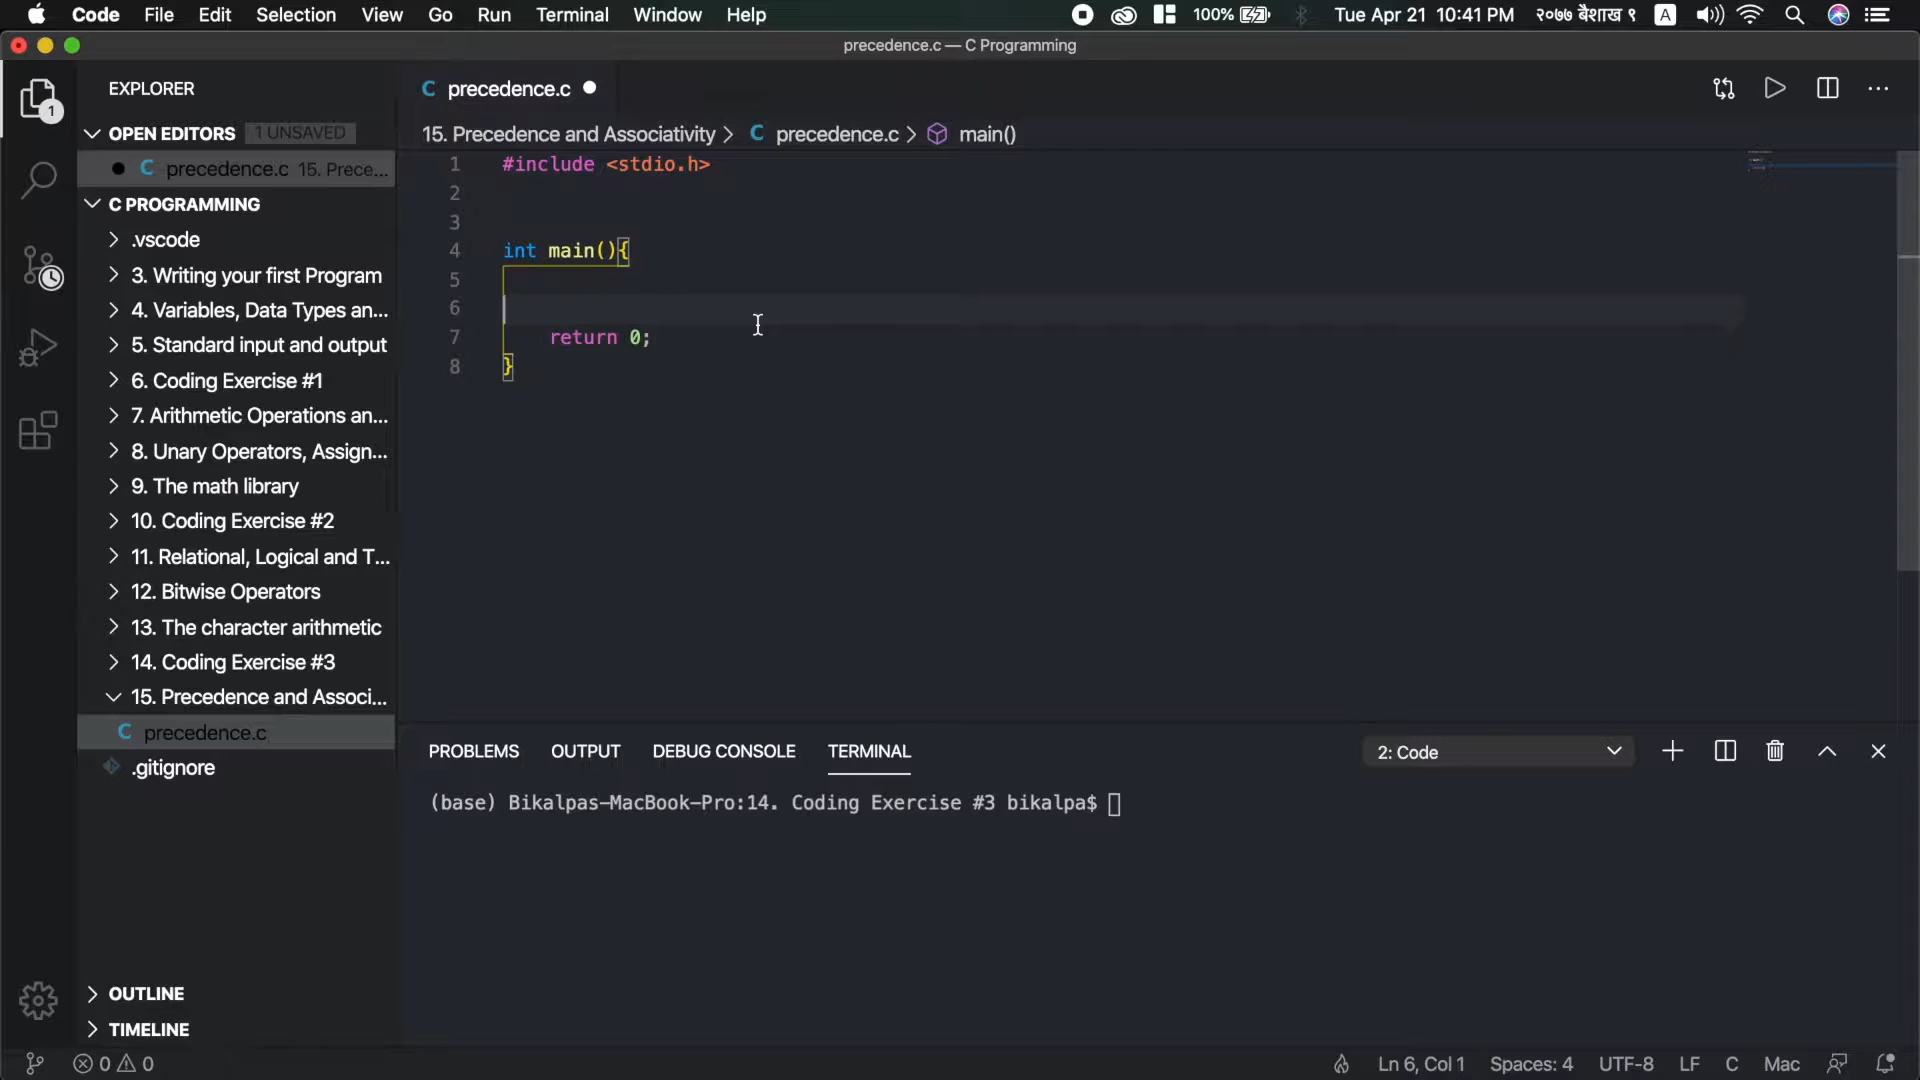 Code File Edit Selection View Go Run Terminal Window Help 100% Tue Apr 21 10:41 PM २०७७ बैशाख ९ A
precedence.c — C Programming
EXPLORER
1
OPEN EDITORS 1 UNSAVED
C precedence.c 15. Prece...
C PROGRAMMING
.vscode
3. Writing your first Program
4. Variables, Data Types an...
5. Standard input and output
6. Coding Exercise #1
7. Arithmetic Operations an...
8. Unary Operators, Assign...
9. The math library
10. Coding Exercise #2
11. Relational, Logical and T...
12. Bitwise Operators
13. The character arithmetic
14. Coding Exercise #3
15. Precedence and Associ...
C precedence.c
.gitignore
OUTLINE
TIMELINE
C precedence.c
15. Precedence and Associativity > C precedence.c > main()
1 #include <stdio.h>
2
3
4 int main(){
5
6
7 return 0;
8 }
PROBLEMS OUTPUT DEBUG CONSOLE TERMINAL 2: Code
(base) Bikalpas-MacBook-Pro:14. Coding Exercise #3 bikalpa$
0 0 Ln 6, Col 1 Spaces: 4 UTF-8 LF C Mac